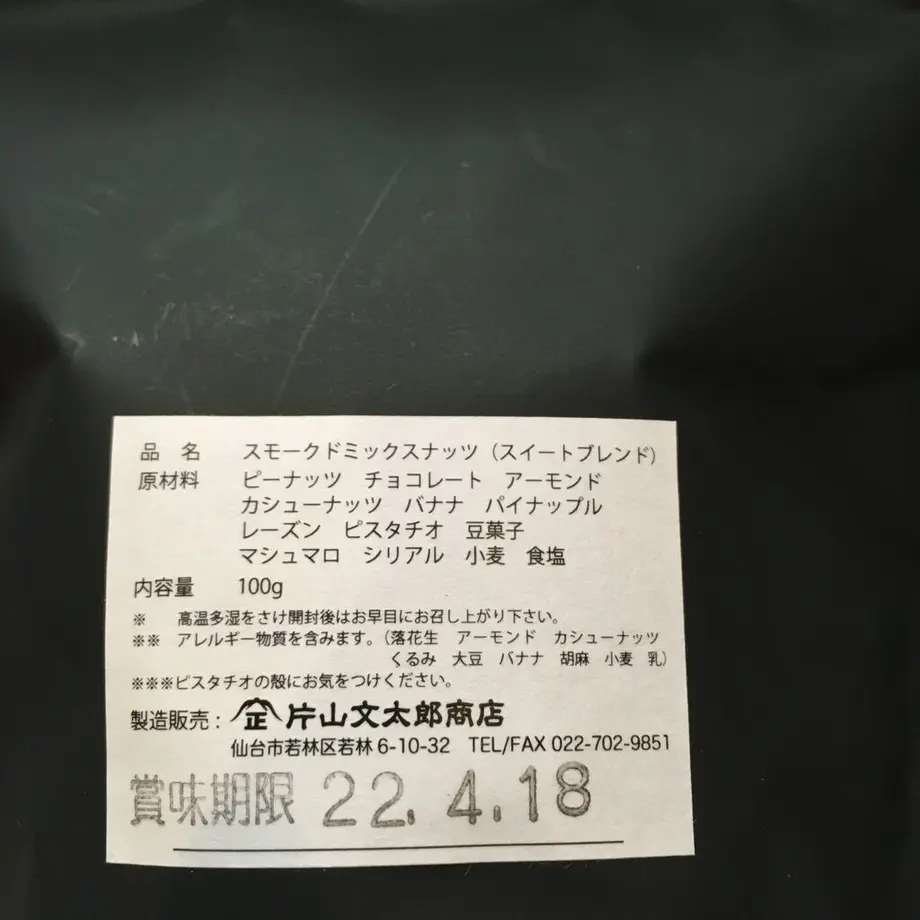 品 名 スモークドミックスナッツ（スイートブレンド）
原材料 ピーナッツ チョコレート アーモンド
カシューナッツ バナナ パイナップル
レーズン ピスタチオ 豆菓子
マシュマロ シリアル 小麦 食塩
内容量 100g
※ 高温多湿をさけ開封後はお早目にお召し上がり下さい。
※※ アレルギー物質を含みます。（落花生 アーモンド カシューナッツ
くるみ 大豆 バナナ 胡麻 小麦 乳）
※※※ピスタチオの殻にお気をつけください。
製造販売：正 片山文太郎商店
仙台市若林区若林 6-10-32 TEL/FAX 022-702-9851
賞味期限 22. 4. 18